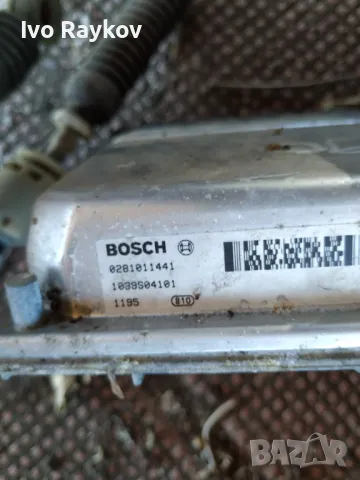 Ivo Raykov
BOSCH
0281011441
1039S04101
1195 B10
BAZAR